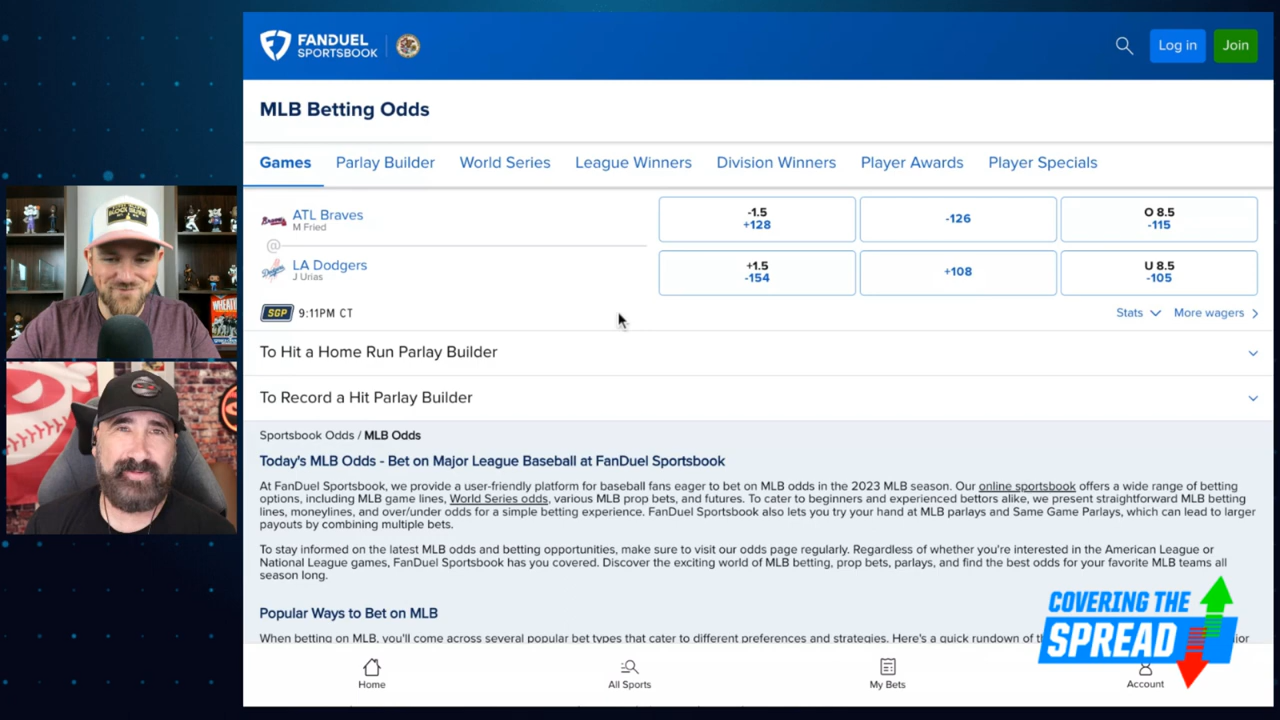 FANDUEL
SPORTSBOOK
Log in
Join
MLB Betting Odds
Games
Parlay Builder
World Series
League Winners
Division Winners
Player Awards
Player Specials
ATL Braves
M Fried
-1.5
+128
-126
O 8.5
-115
@
LA Dodgers
J Urias
+1.5
-154
+108
U 8.5
-105
SGP 9:11PM CT
Stats
More wagers
To Hit a Home Run Parlay Builder
To Record a Hit Parlay Builder
Sportsbook Odds / MLB Odds
Today's MLB Odds - Bet on Major League Baseball at FanDuel Sportsbook
At FanDuel Sportsbook, we provide a user-friendly platform for baseball fans eager to bet on MLB odds in the 2023 MLB season. Our online sportsbook offers a wide range of betting
options, including MLB game lines, World Series odds, various MLB prop bets, and futures. To cater to beginners and experienced bettors alike, we present straightforward MLB betting
lines, moneylines, and over/under odds for a simple betting experience. FanDuel Sportsbook also lets you try your hand at MLB parlays and Same Game Parlays, which can lead to larger
payouts by combining multiple bets.
To stay informed on the latest MLB odds and betting opportunities, make sure to visit our odds page regularly. Regardless of whether you're interested in the American League or
National League games, FanDuel Sportsbook has you covered. Discover the exciting world of MLB betting, prop bets, parlays, and find the best odds for your favorite MLB teams all
season long.
Popular Ways to Bet on MLB
When betting on MLB, you'll come across several popular bet types that cater to different preferences and strategies. Here's a quick rundown of
COVERING THE
SPREAD
Home
All Sports
My Bets
Account
WHEATIES